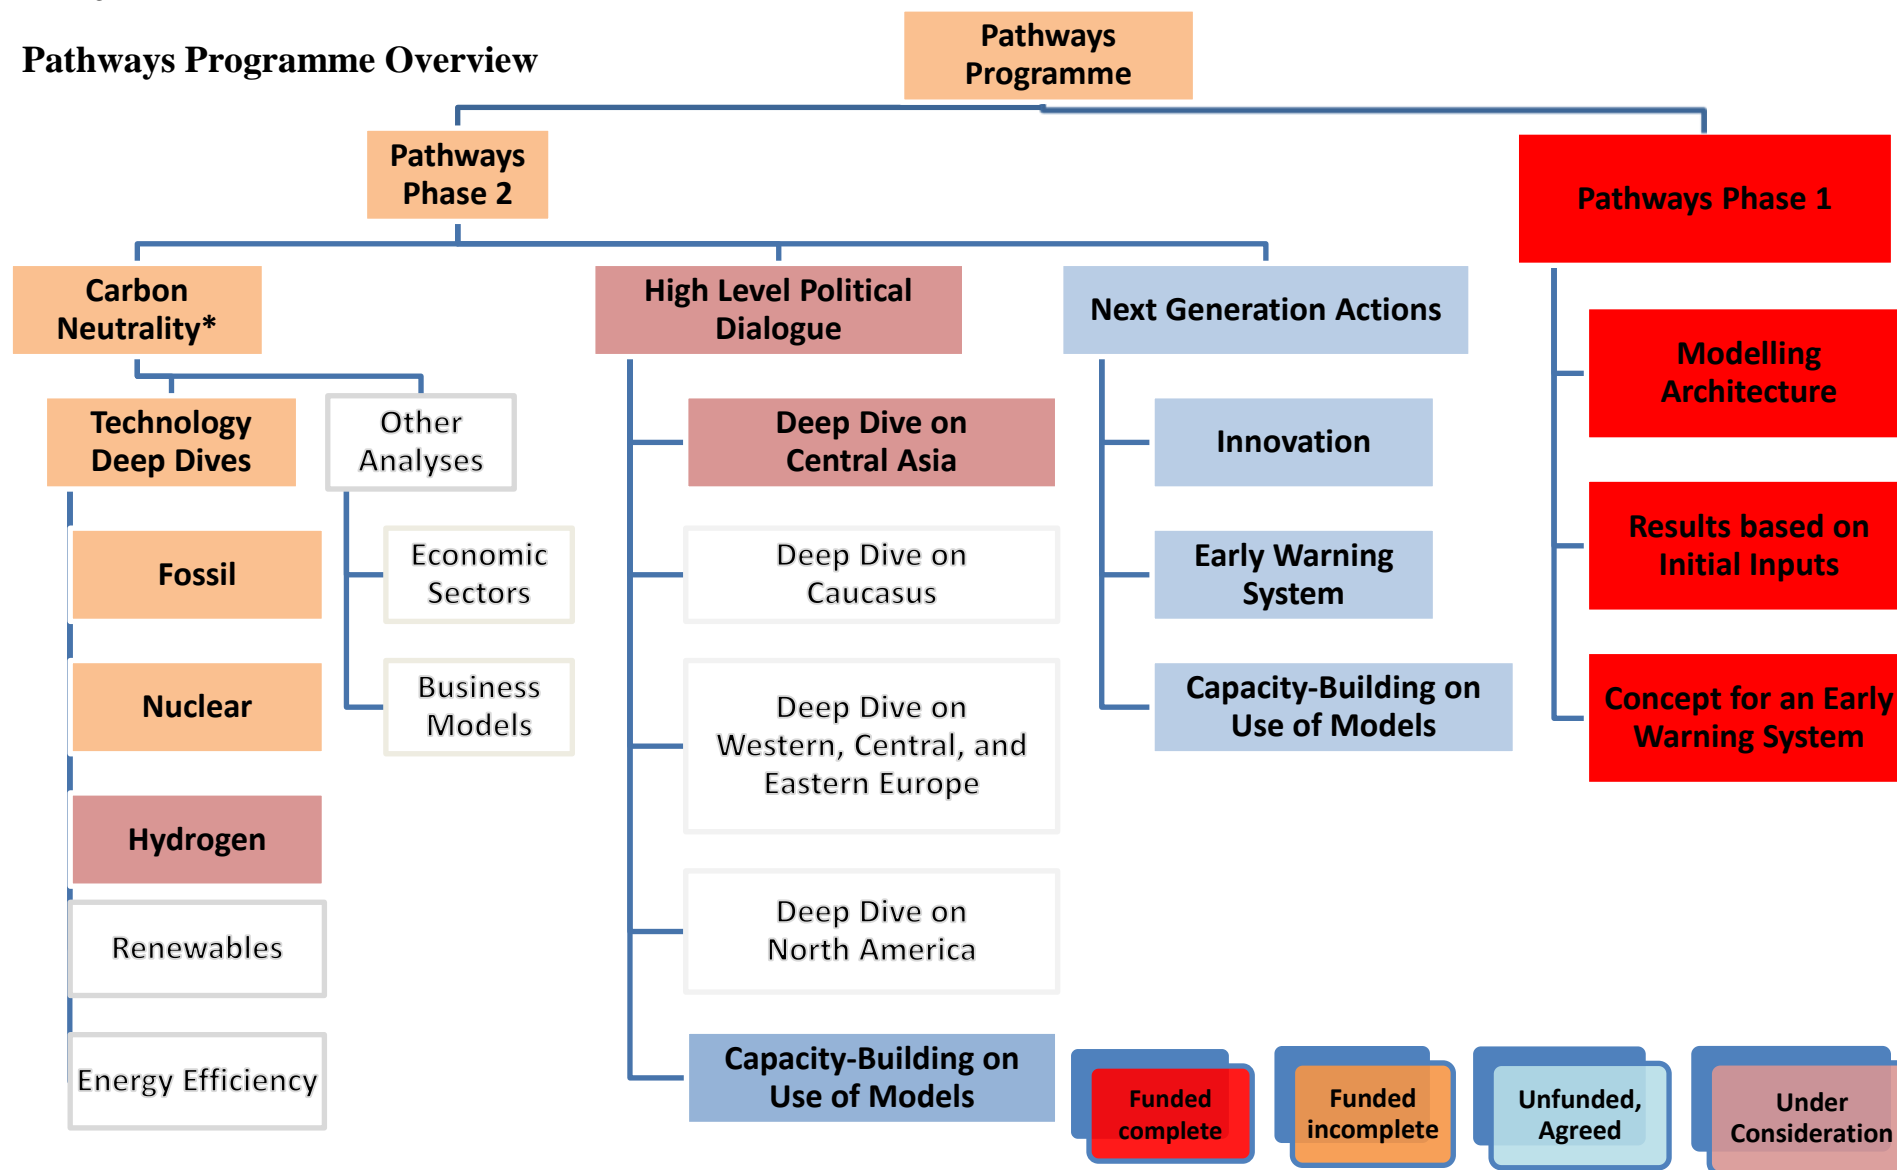 Pathways Programme Overview
Pathways
Programme
Pathways
Phase 2
Pathways Phase 1
Carbon
Neutrality*
High Level Political
Dialogue
Next Generation Actions
Technology
Deep Dives
Other
Analyses
Fossil
Nuclear
Hydrogen
Renewables
Energy Efficiency
Economic
Sectors
Business
Models
Deep Dive on
Central Asia
Deep Dive on
Caucasus
Deep Dive on
Western, Central, and
Eastern Europe
Deep Dive on
North America
Capacity-Building on
Use of Models
Innovation
Early Warning
System
Capacity-Building on
Use of Models
Modelling
Architecture
Results based on
Initial Inputs
Concept for an Early
Warning System
Funded
complete
Funded
incomplete
Unfunded,
Agreed
Under
Consideration